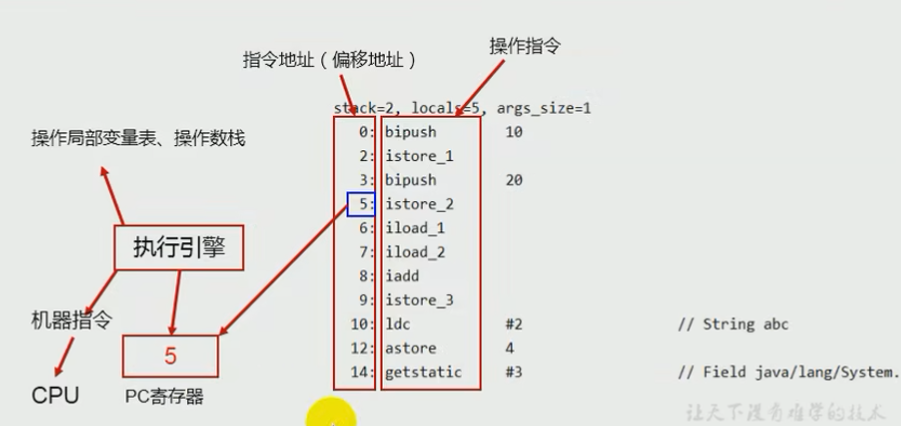 指令地址（偏移地址）
操作指令
stack=2, locals=5, args_size=1
0: bipush 10
2: istore_1
3: bipush 20
5: istore_2
6: iload_1
7: iload_2
8: iadd
9: istore_3
10: ldc #2 // String abc
12: astore 4
14: getstatic #3 // Field java/lang/System.
操作局部变量表、操作数栈
执行引擎
机器指令
5
CPU
PC寄存器
让天下没有难学的技术